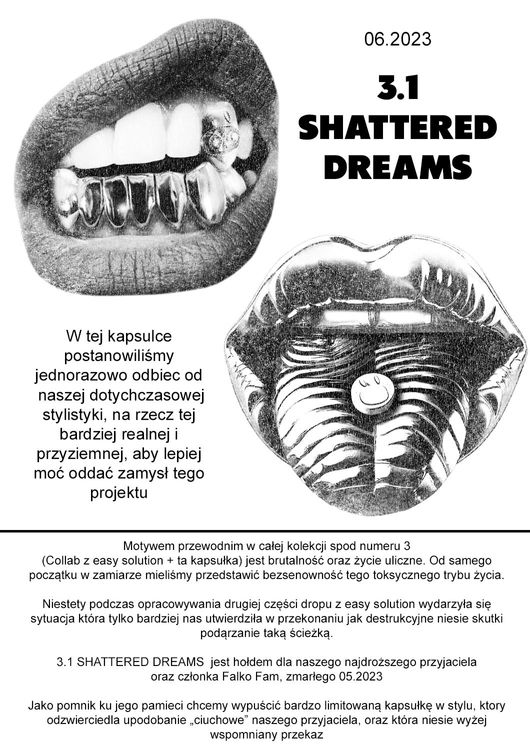 06.2023
3.1
SHATTERED
DREAMS
W tej kapsulce
postanowiliśmy
jednorazowo odbiec od
naszej dotychczasowej
stylistyki, na rzecz tej
bardziej realnej i
przyziemnej, aby lepiej
moć oddać zamysł tego
projektu
Motywem przewodnim w całej kolekcji spod numeru 3
(Collab z easy solution + ta kapsułka) jest brutalność oraz życie uliczne. Od samego
początku w zamiarze mieliśmy przedstawić bezsenowność tego toksycznego trybu życia.
Niestety podczas opracowywania drugiej części dropu z easy solution wydarzyła się
sytuacja która tylko bardziej nas utwierdziła w przekonaniu jak destrukcyjne niesie skutki
podąrzanie taką ścieżką.
3.1 SHATTERED DREAMS jest hołdem dla naszego najdroższego przyjaciela
oraz członka Falko Fam, zmarłego 05.2023
Jako pomnik ku jego pamieci chcemy wypuścić bardzo limitowaną kapsułkę w stylu, ktory
odzwierciedla upodobanie „ciuchowe” naszego przyjaciela, oraz która niesie wyżej
wspomniany przekaz